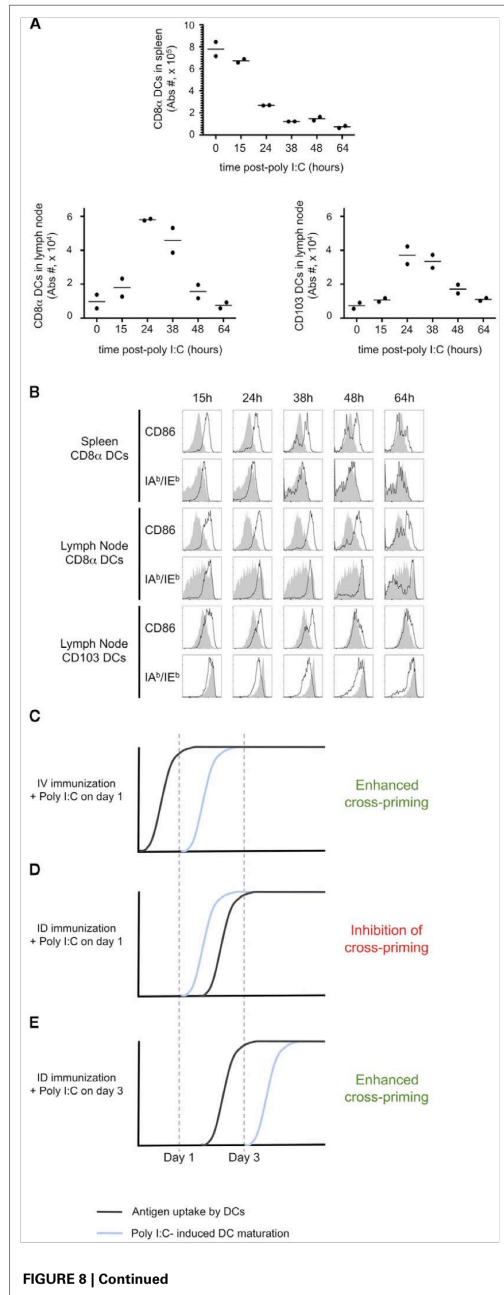 A
CD8α DCs in spleen
(Abs #, x 10⁵)
10
8
6
4
2
0
0 15 24 38 48 64
time post-poly I:C (hours)
CD8α DCs in lymph node
(Abs #, x 10⁴)
6
4
2
0
0 15 24 38 48 64
time post-poly I:C (hours)
CD103 DCs in lymph node
(Abs #, x 10⁴)
6
4
2
0
0 15 24 38 48 64
time post-poly I:C (hours)
B
15h 24h 38h 48h 64h
Spleen
CD8α DCs
CD86
IAᵇ/IEᵇ
Lymph Node
CD8α DCs
CD86
IAᵇ/IEᵇ
Lymph Node
CD103 DCs
CD86
IAᵇ/IEᵇ
C
IV immunization
+ Poly I:C on day 1
Enhanced
cross-priming
D
ID immunization
+ Poly I:C on day 1
Inhibition of
cross-priming
E
ID immunization
+ Poly I:C on day 3
Enhanced
cross-priming
Day 1 Day 3
Antigen uptake by DCs
Poly I:C- induced DC maturation
FIGURE 8 | Continued